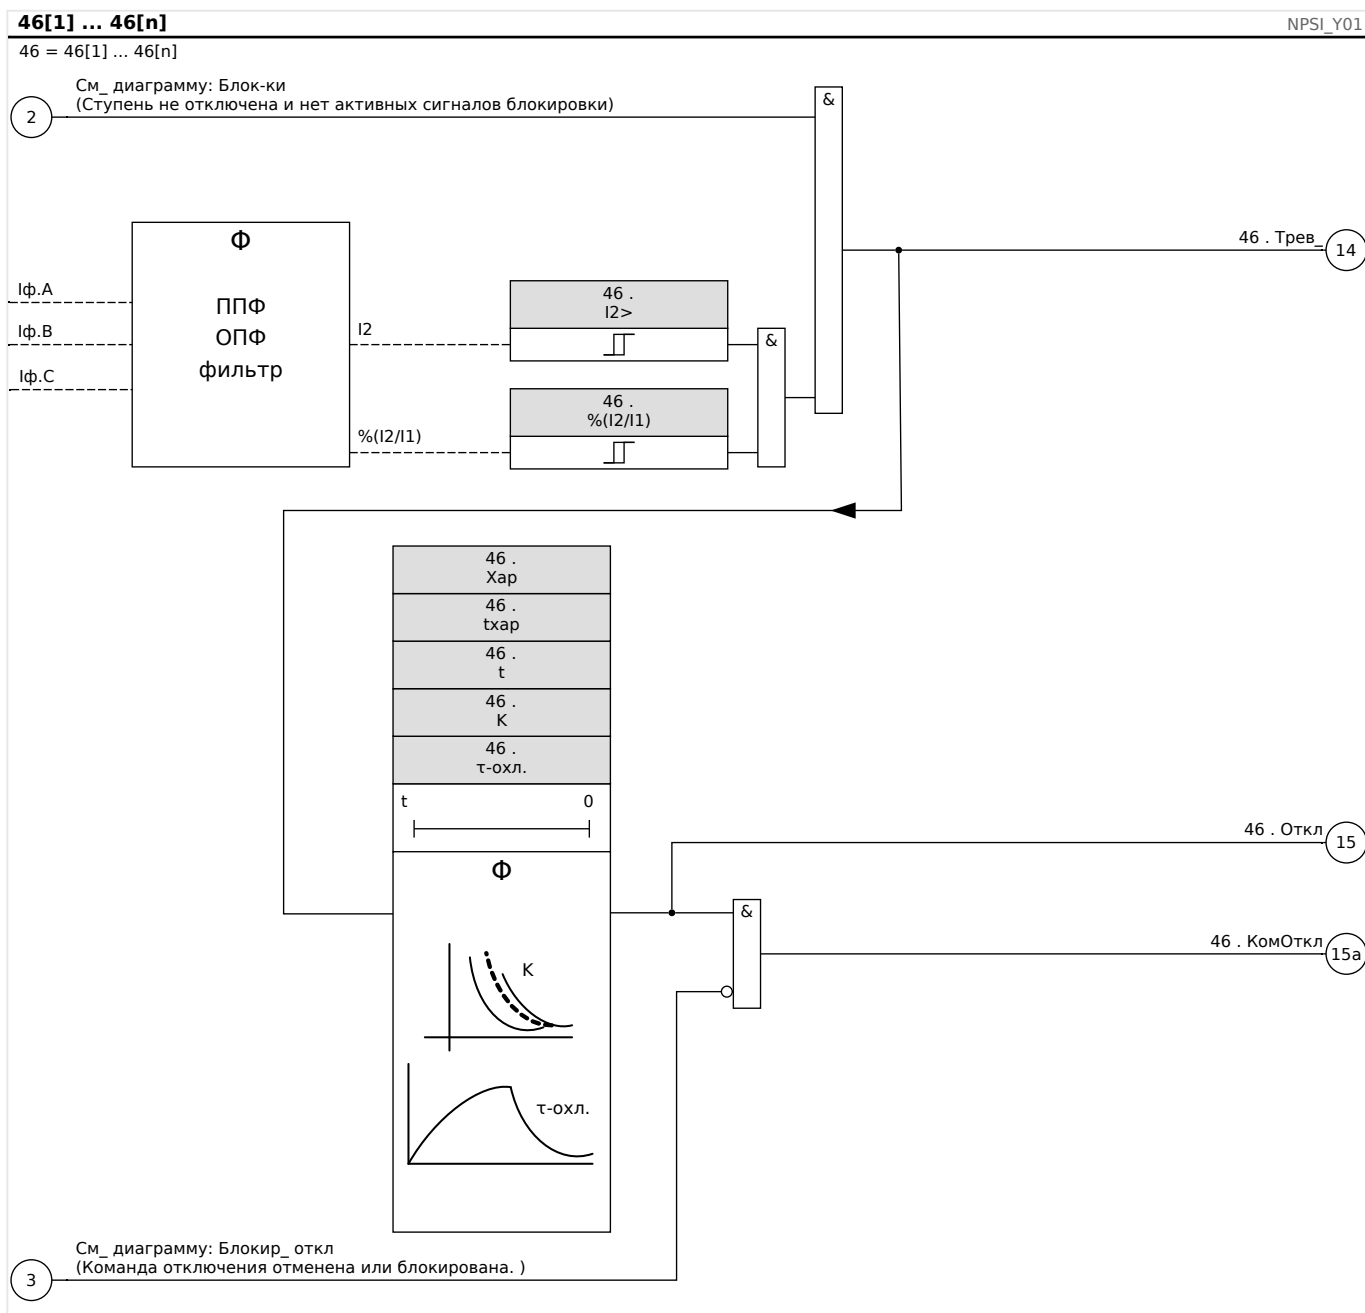 46[1] ... 46[n]
NPSI_Y01
46 = 46[1] ... 46[n]
См_ диаграмму: Блок-ки
(Ступень не отключена и нет активных сигналов блокировки)
2
&
Ф
ППФ
ОПФ
фильтр
Iф.A
Iф.B
Iф.C
I2
%(I2/I1)
46 .
I2>
46 .
%(I2/I1)
&
46 . Трев_
14
46 .
Хар
46 .
tхар
46 .
t
46 .
K
46 .
τ-охл.
t
0
Ф
K
τ-охл.
46 . Откл
15
&
46 . КомОткл
15a
См_ диаграмму: Блокир_ откл
(Команда отключения отменена или блокирована. )
3